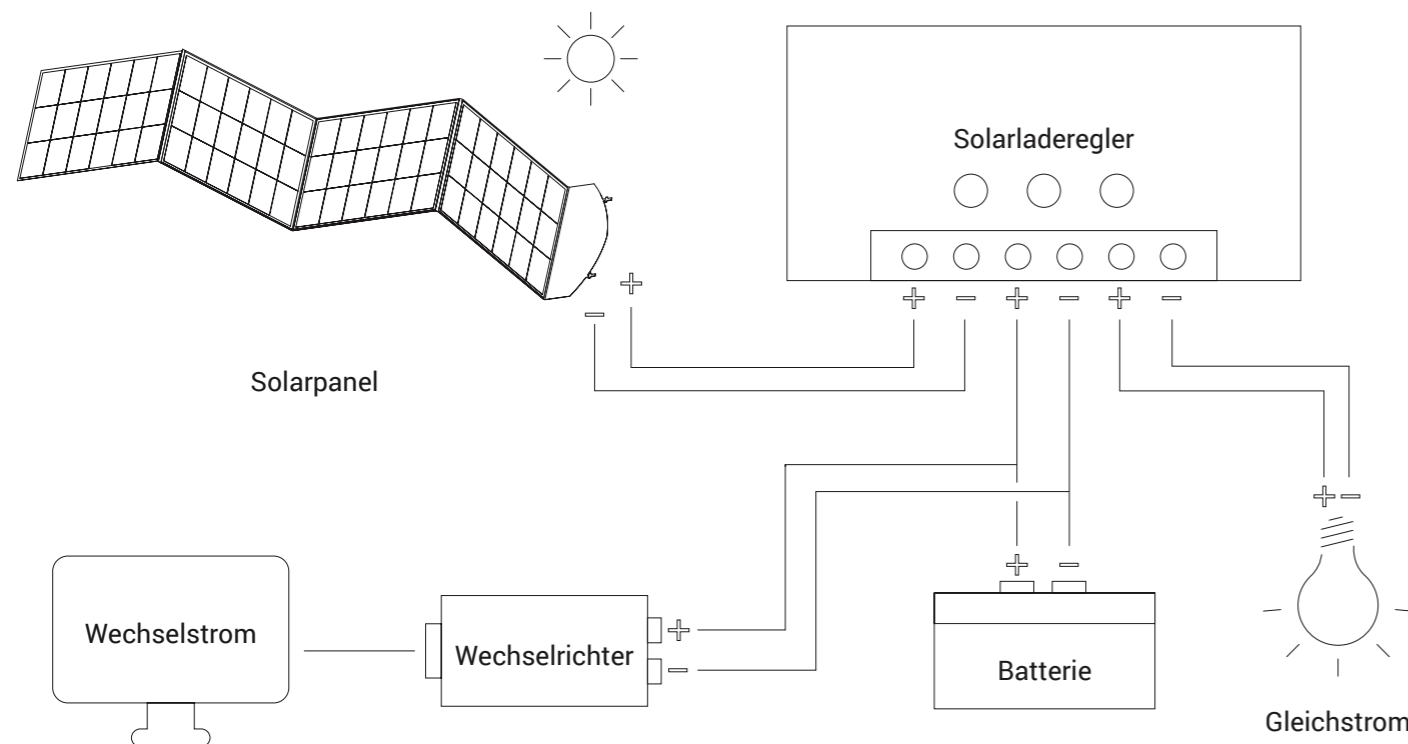 Solarladeregler
+ − + − + −
+
−
Solarpanel
+ −
+ −
Wechselstrom
Wechselrichter
+
−
Batterie
Gleichstrom